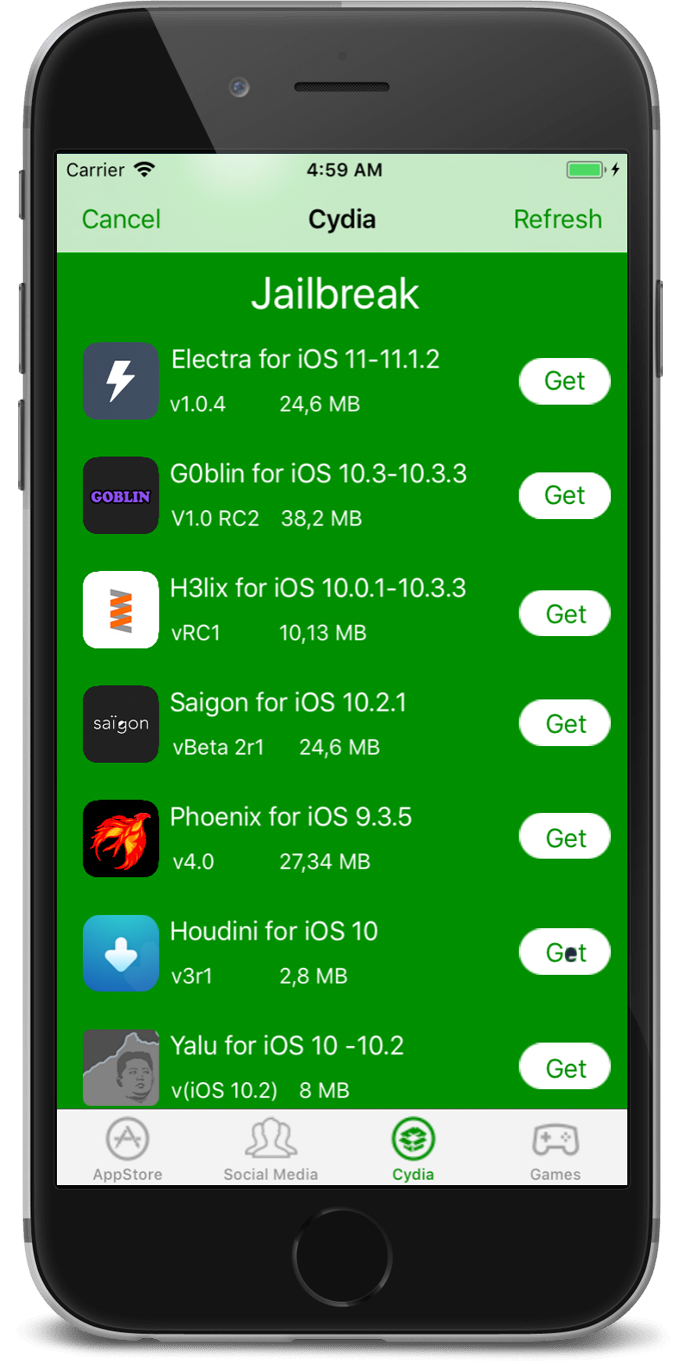 Carrier 4:59 AM
Cancel Cydia Refresh
Jailbreak
Electra for iOS 11-11.1.2
v1.0.4 24,6 MB
Get
GOBLIN
G0blin for iOS 10.3-10.3.3
V1.0 RC2 38,2 MB
Get
H3lix for iOS 10.0.1-10.3.3
vRC1 10,13 MB
Get
saïgon
Saigon for iOS 10.2.1
vBeta 2r1 24,6 MB
Get
Phoenix for iOS 9.3.5
v4.0 27,34 MB
Get
Houdini for iOS 10
v3r1 2,8 MB
Get
Yalu for iOS 10 -10.2
v(iOS 10.2) 8 MB
Get
AppStore Social Media Cydia Games